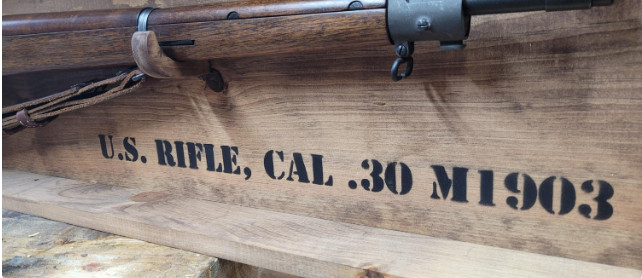 U.S. RIFLE, CAL .30 M1903